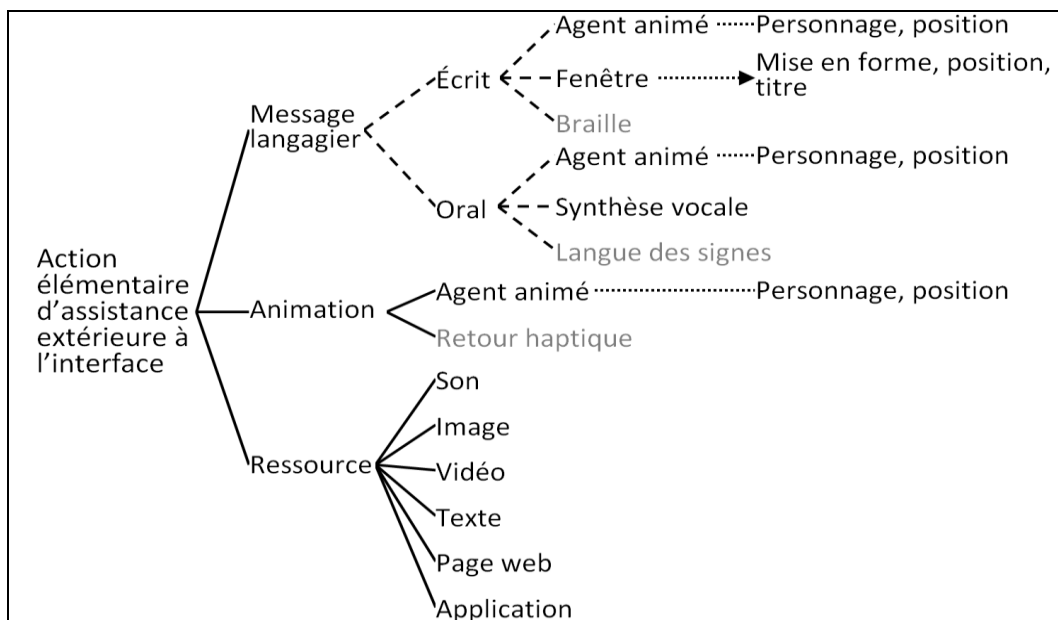 Agent animé
Personnage, position
Écrit
Fenêtre
Mise en forme, position,
titre
Braille
Message
langagier
Agent animé
Personnage, position
Oral
Synthèse vocale
Langue des signes
Action
élémentaire
d’assistance
extérieure à
l’interface
Animation
Agent animé
Personnage, position
Retour haptique
Ressource
Son
Image
Vidéo
Texte
Page web
Application